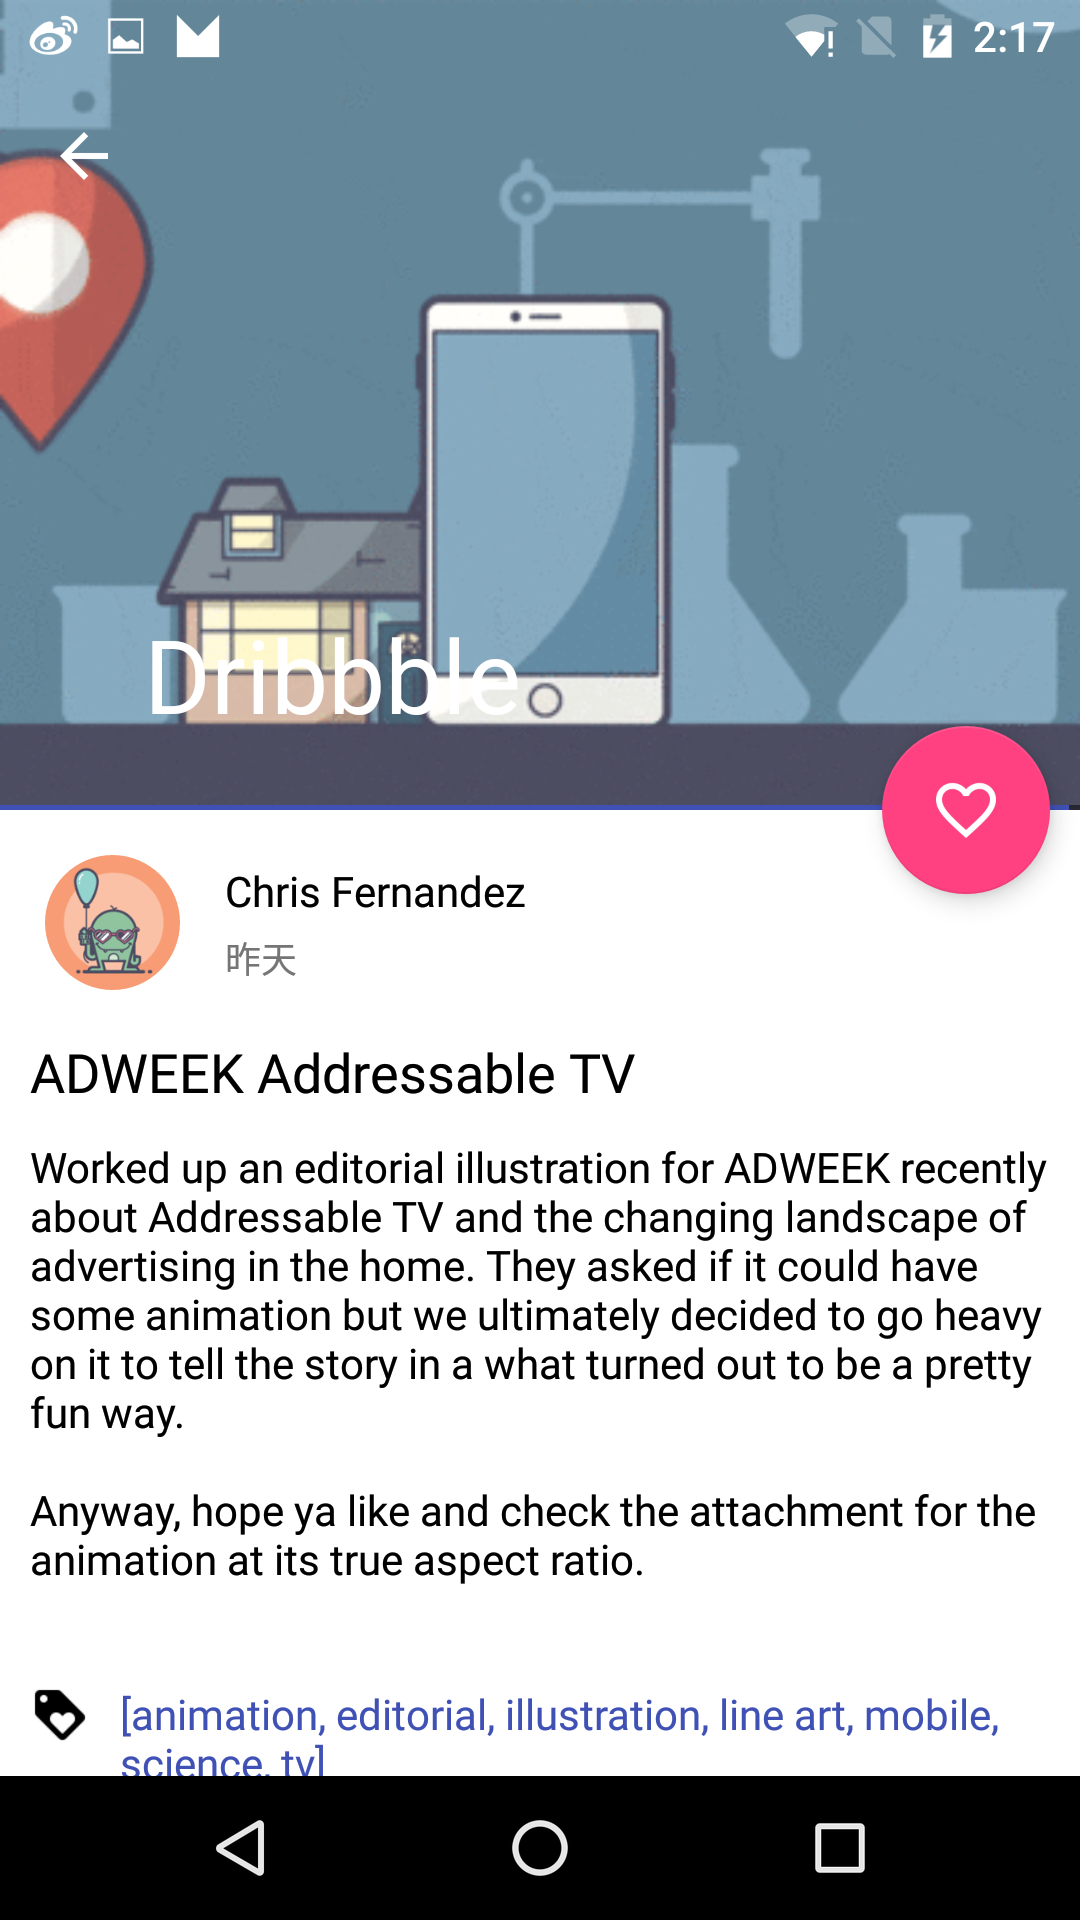 2:17
Dribbble
Chris Fernandez
昨天
ADWEEK Addressable TV
Worked up an editorial illustration for ADWEEK recently
about Addressable TV and the changing landscape of
advertising in the home. They asked if it could have
some animation but we ultimately decided to go heavy
on it to tell the story in a what turned out to be a pretty
fun way.
Anyway, hope ya like and check the attachment for the
animation at its true aspect ratio.
[animation, editorial, illustration, line art, mobile,
science, tv]